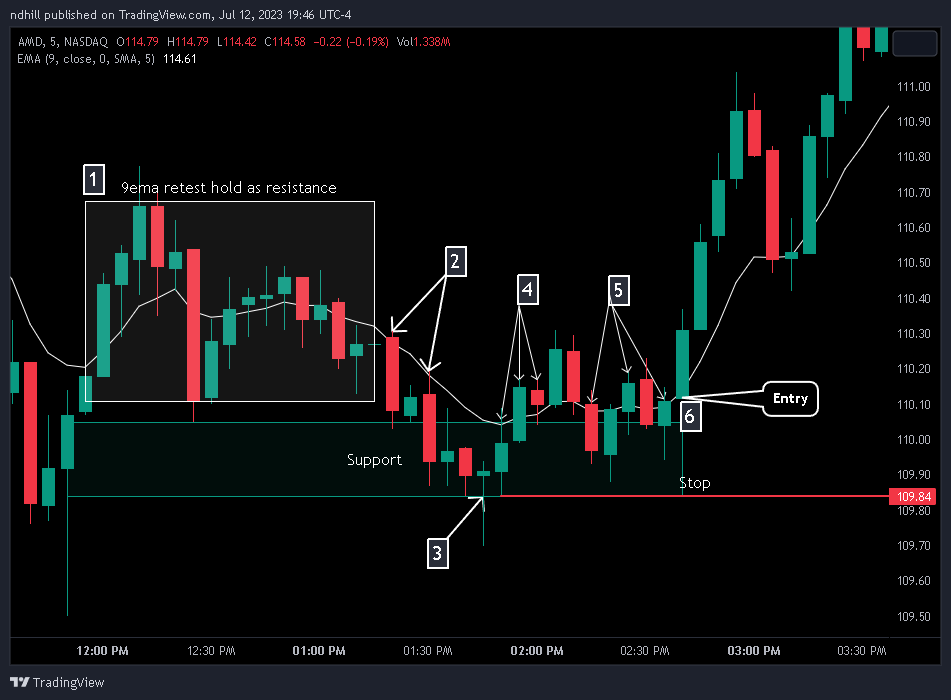 ndhill published on TradingView.com, Jul 12, 2023 19:46 UTC-4
AMD, 5, NASDAQ O114.79 H114.79 L114.42 C114.58 −0.22 (−0.19%) Vol1.338M
EMA (9, close, 0, SMA, 5) 114.61
111.00
110.90
110.80
110.70
110.60
110.50
110.40
110.30
110.20
110.10
110.00
109.90
109.84
109.80
109.70
109.60
109.50
1
9ema retest hold as resistance
2
4
5
Entry
6
Support
Stop
3
12:00 PM 12:30 PM 01:00 PM 01:30 PM 02:00 PM 02:30 PM 03:00 PM 03:30 PM
TradingView